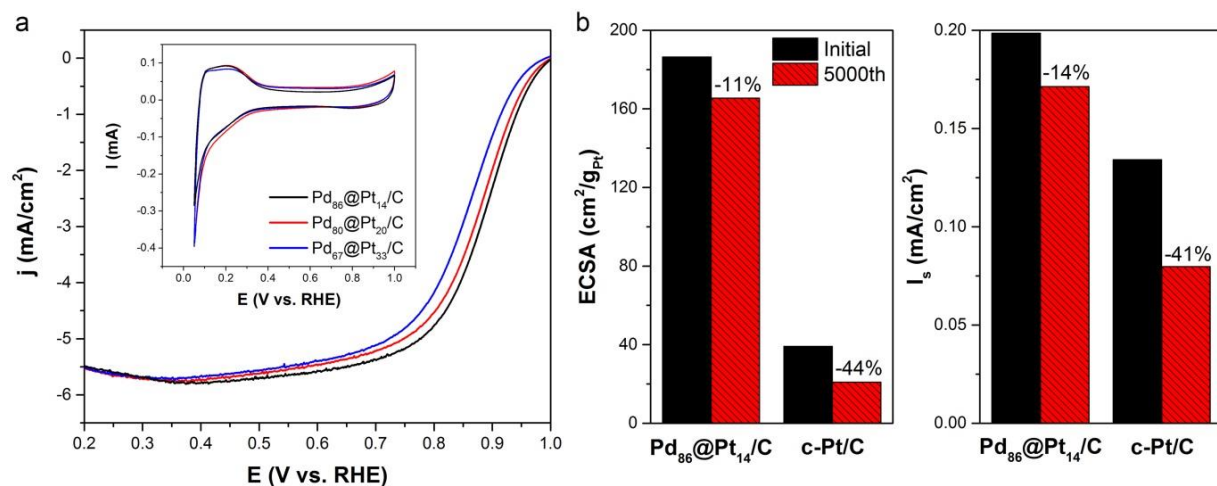 a
j (mA/cm²)
0
-1
-2
-3
-4
-5
-6
0.2 0.3 0.4 0.5 0.6 0.7 0.8 0.9 1.0
E (V vs. RHE)
I (mA)
0.1
0.0
-0.1
-0.2
-0.3
-0.4
0.0 0.2 0.4 0.6 0.8 1.0
E (V vs. RHE)
Pd₈₆@Pt₁₄/C
Pd₈₀@Pt₂₀/C
Pd₆₇@Pt₃₃/C
b
ECSA (cm²/g_Pt)
200
160
120
80
40
0
Initial
5000th
-11%
-44%
Pd₈₆@Pt₁₄/C c-Pt/C
I_s (mA/cm²)
0.20
0.15
0.10
0.05
0.00
-14%
-41%
Pd₈₆@Pt₁₄/C c-Pt/C